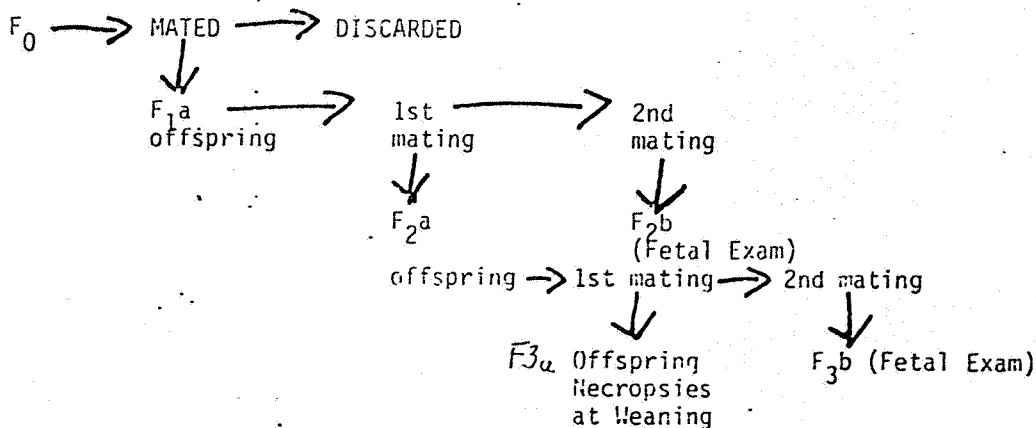 F0 MATED DISCARDED
F1a 1st 2nd
offspring mating mating
F2a F2b
(Fetal Exam)
offspring 1st mating 2nd mating
F3a Offspring F3b (Fetal Exam)
Necropsies
at Weaning